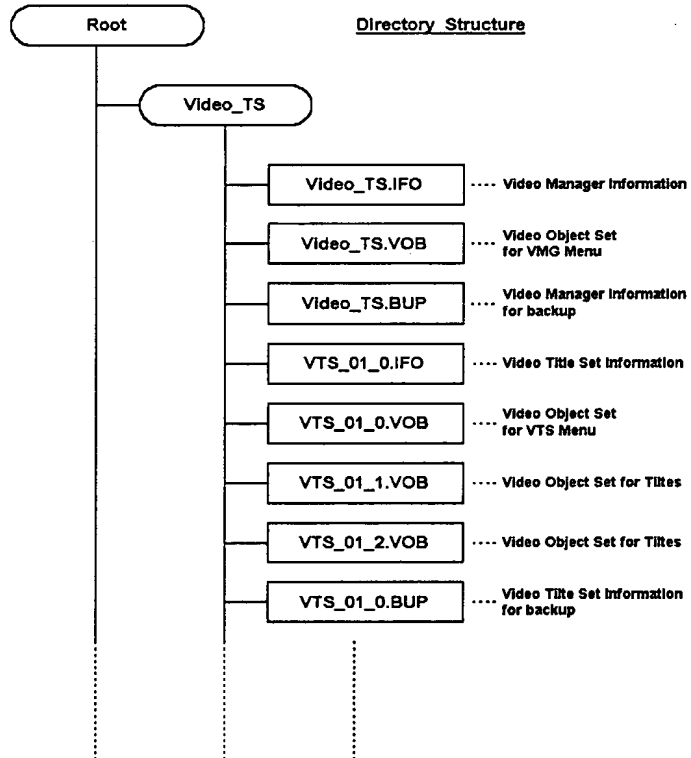 Root
Directory Structure
Video_TS
Video_TS.IFO
Video Manager Information
Video_TS.VOB
Video Object Set
for VMG Menu
Video_TS.BUP
Video Manager Information
for backup
VTS_01_0.IFO
Video Title Set Information
VTS_01_0.VOB
Video Object Set
for VTS Menu
VTS_01_1.VOB
Video Object Set for Tiltes
VTS_01_2.VOB
Video Object Set for Tiltes
VTS_01_0.BUP
Video Tilte Set Information
for backup